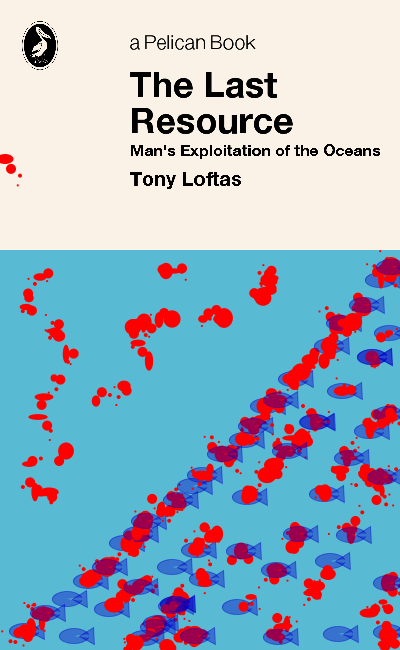 a Pelican Book
The Last
Resource
Man's Exploitation of the Oceans
Tony Loftas